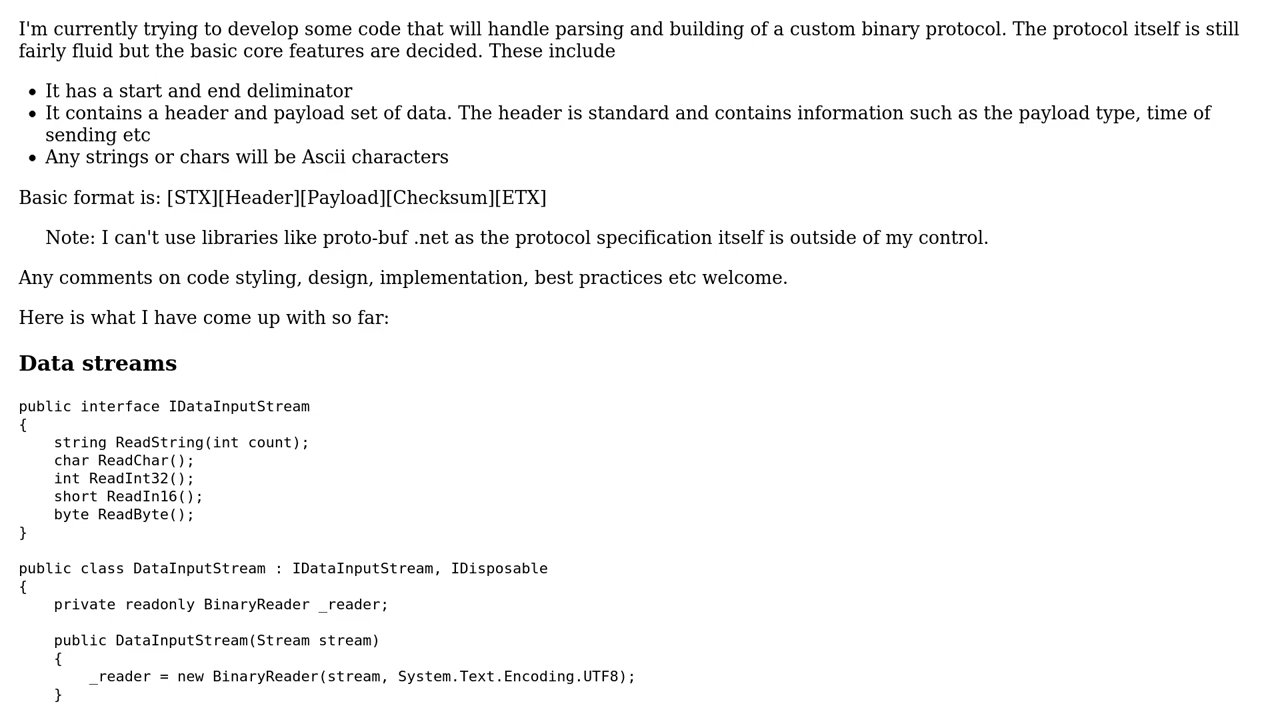 I'm currently trying to develop some code that will handle parsing and building of a custom binary protocol. The protocol itself is still
fairly fluid but the basic core features are decided. These include
• It has a start and end deliminator
• It contains a header and payload set of data. The header is standard and contains information such as the payload type, time of
sending etc
• Any strings or chars will be Ascii characters
Basic format is: [STX][Header][Payload][Checksum][ETX]
Note: I can't use libraries like proto-buf .net as the protocol specification itself is outside of my control.
Any comments on code styling, design, implementation, best practices etc welcome.
Here is what I have come up with so far:
Data streams
public interface IDataInputStream
{
    string ReadString(int count);
    char ReadChar();
    int ReadInt32();
    short ReadIn16();
    byte ReadByte();
}
public class DataInputStream : IDataInputStream, IDisposable
{
    private readonly BinaryReader _reader;
    public DataInputStream(Stream stream)
    {
        _reader = new BinaryReader(stream, System.Text.Encoding.UTF8);
    }